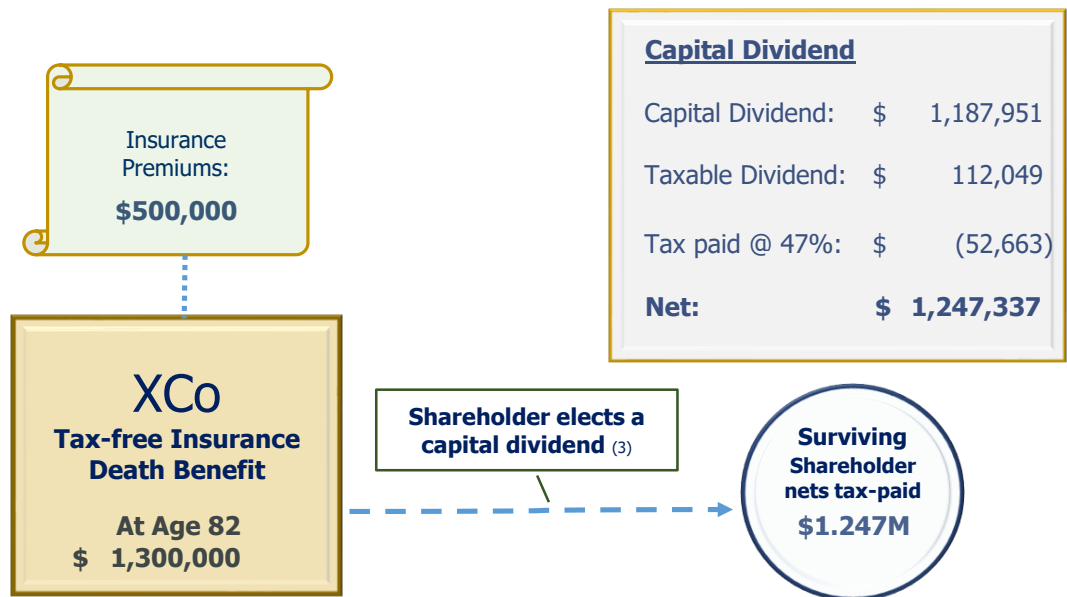 Insurance
Premiums:
$500,000
XCo
Tax-free Insurance
Death Benefit
At Age 82
$ 1,300,000
Shareholder elects a
capital dividend (3)
Capital Dividend
Capital Dividend: $ 1,187,951
Taxable Dividend: $ 112,049
Tax paid @ 47%: $ (52,663)
Net: $ 1,247,337
Surviving
Shareholder
nets tax-paid
$1.247M